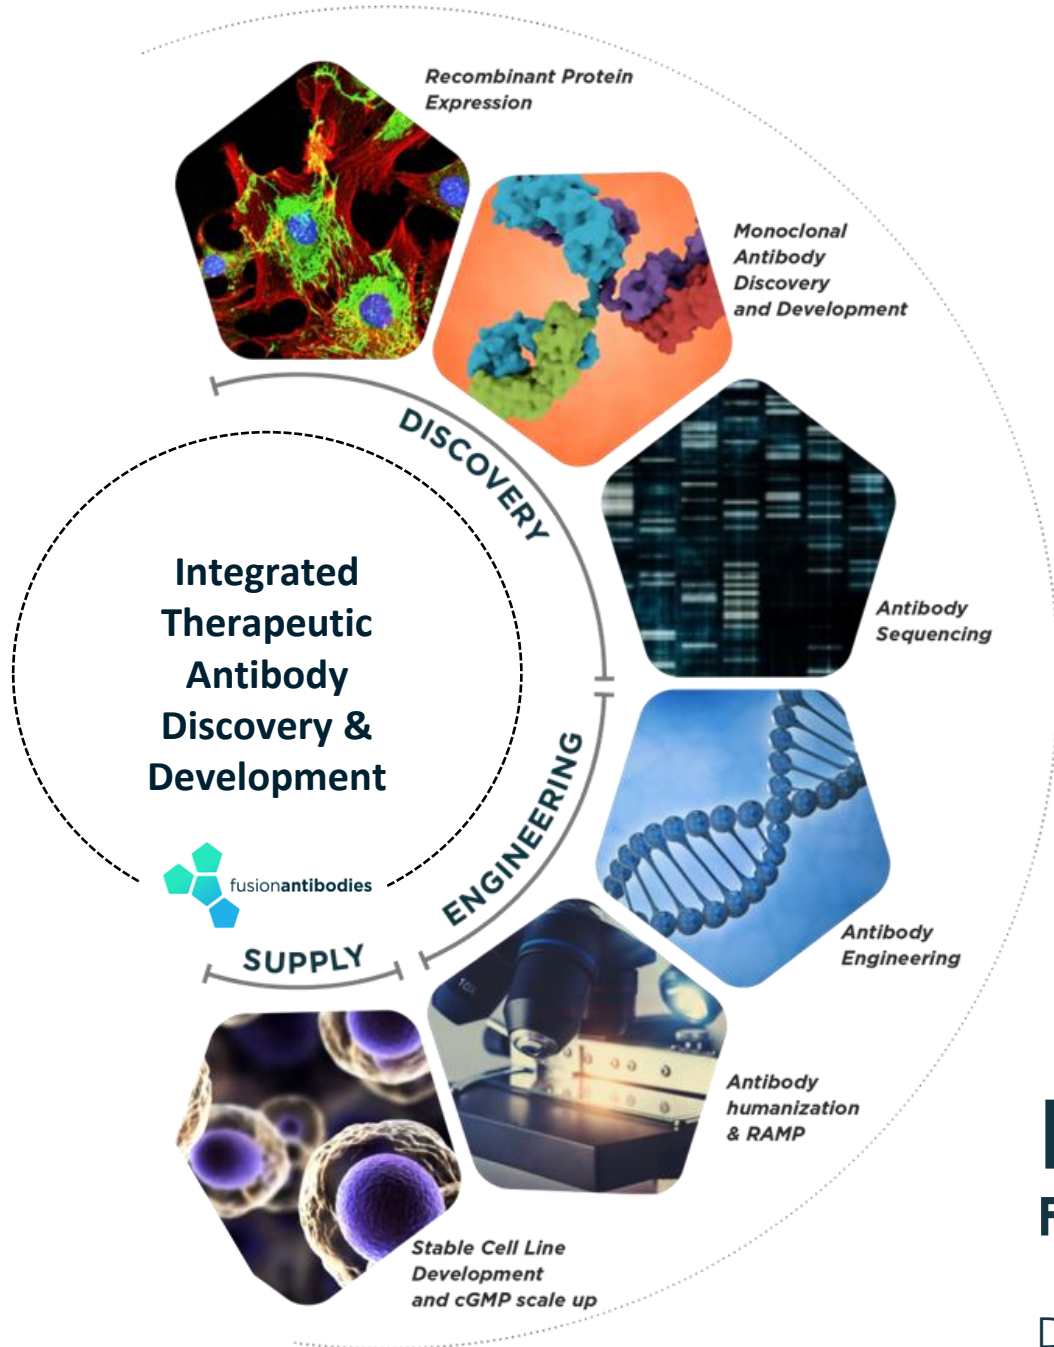 Recombinant Protein
Expression
Monoclonal
Antibody
Discovery
and Development
DISCOVERY
Antibody
Sequencing
Integrated
Therapeutic
Antibody
Discovery &
Development
fusionantibodies
ENGINEERING
Antibody
Engineering
SUPPLY
Antibody
humanization
& RAMP
Stable Cell Line
Development
and cGMP scale up